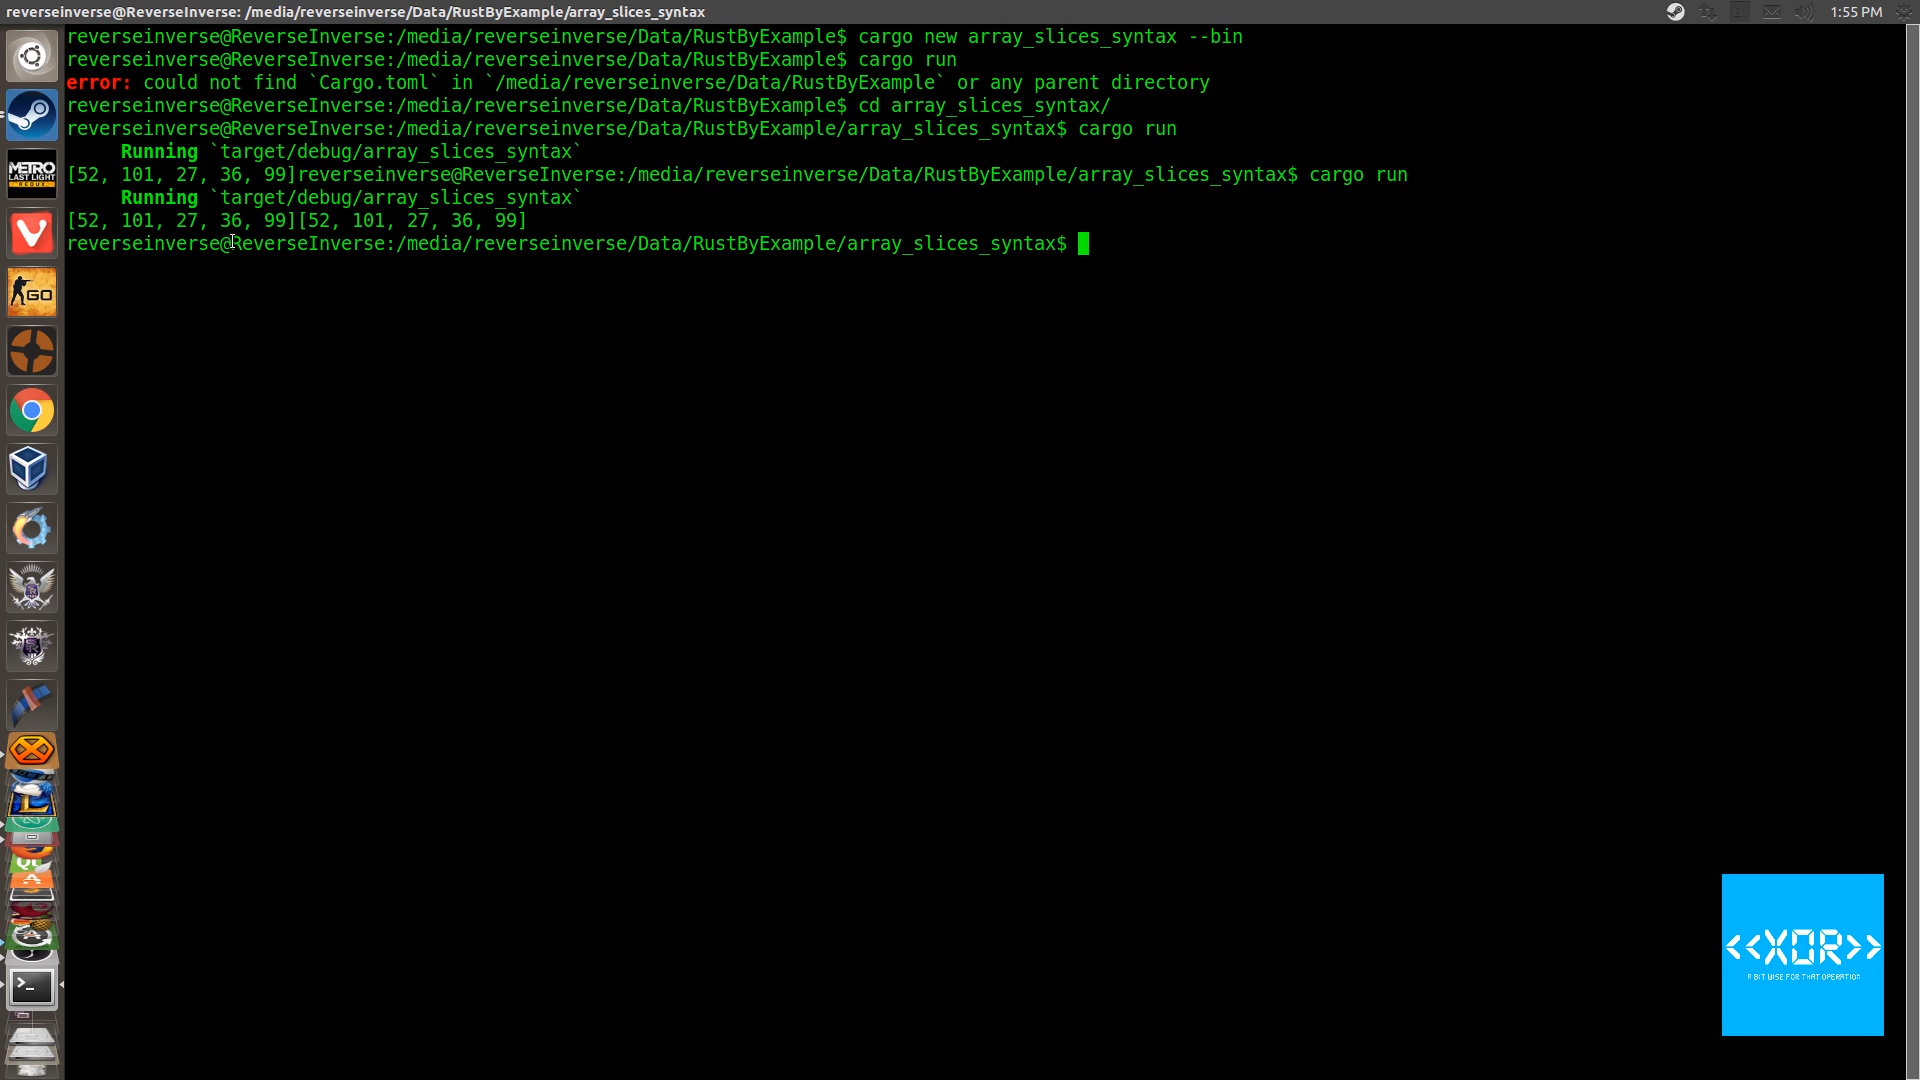 reverseinverse@ReverseInverse: /media/reverseinverse/Data/RustByExample/array_slices_syntax
1:55 PM
reverseinverse@ReverseInverse:/media/reverseinverse/Data/RustByExample$ cargo new array_slices_syntax --bin
reverseinverse@ReverseInverse:/media/reverseinverse/Data/RustByExample$ cargo run
error: could not find `Cargo.toml` in `/media/reverseinverse/Data/RustByExample` or any parent directory
reverseinverse@ReverseInverse:/media/reverseinverse/Data/RustByExample$ cd array_slices_syntax/
reverseinverse@ReverseInverse:/media/reverseinverse/Data/RustByExample/array_slices_syntax$ cargo run
Running `target/debug/array_slices_syntax`
[52, 101, 27, 36, 99]reverseinverse@ReverseInverse:/media/reverseinverse/Data/RustByExample/array_slices_syntax$ cargo run
Running `target/debug/array_slices_syntax`
[52, 101, 27, 36, 99][52, 101, 27, 36, 99]
reverseinverse@ReverseInverse:/media/reverseinverse/Data/RustByExample/array_slices_syntax$
METRO
LAST LIGHT
REDUX
GO
<<XOR>>
A BIT WISE FOR THAT OPERATION